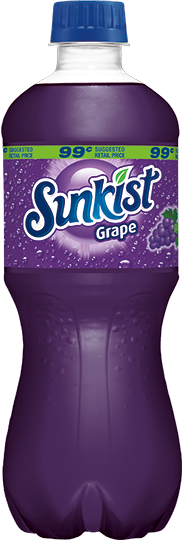 SUGGESTED RETAIL PRICE 99¢ SUGGESTED RETAIL PRICE 99¢
Sunkist
Grape